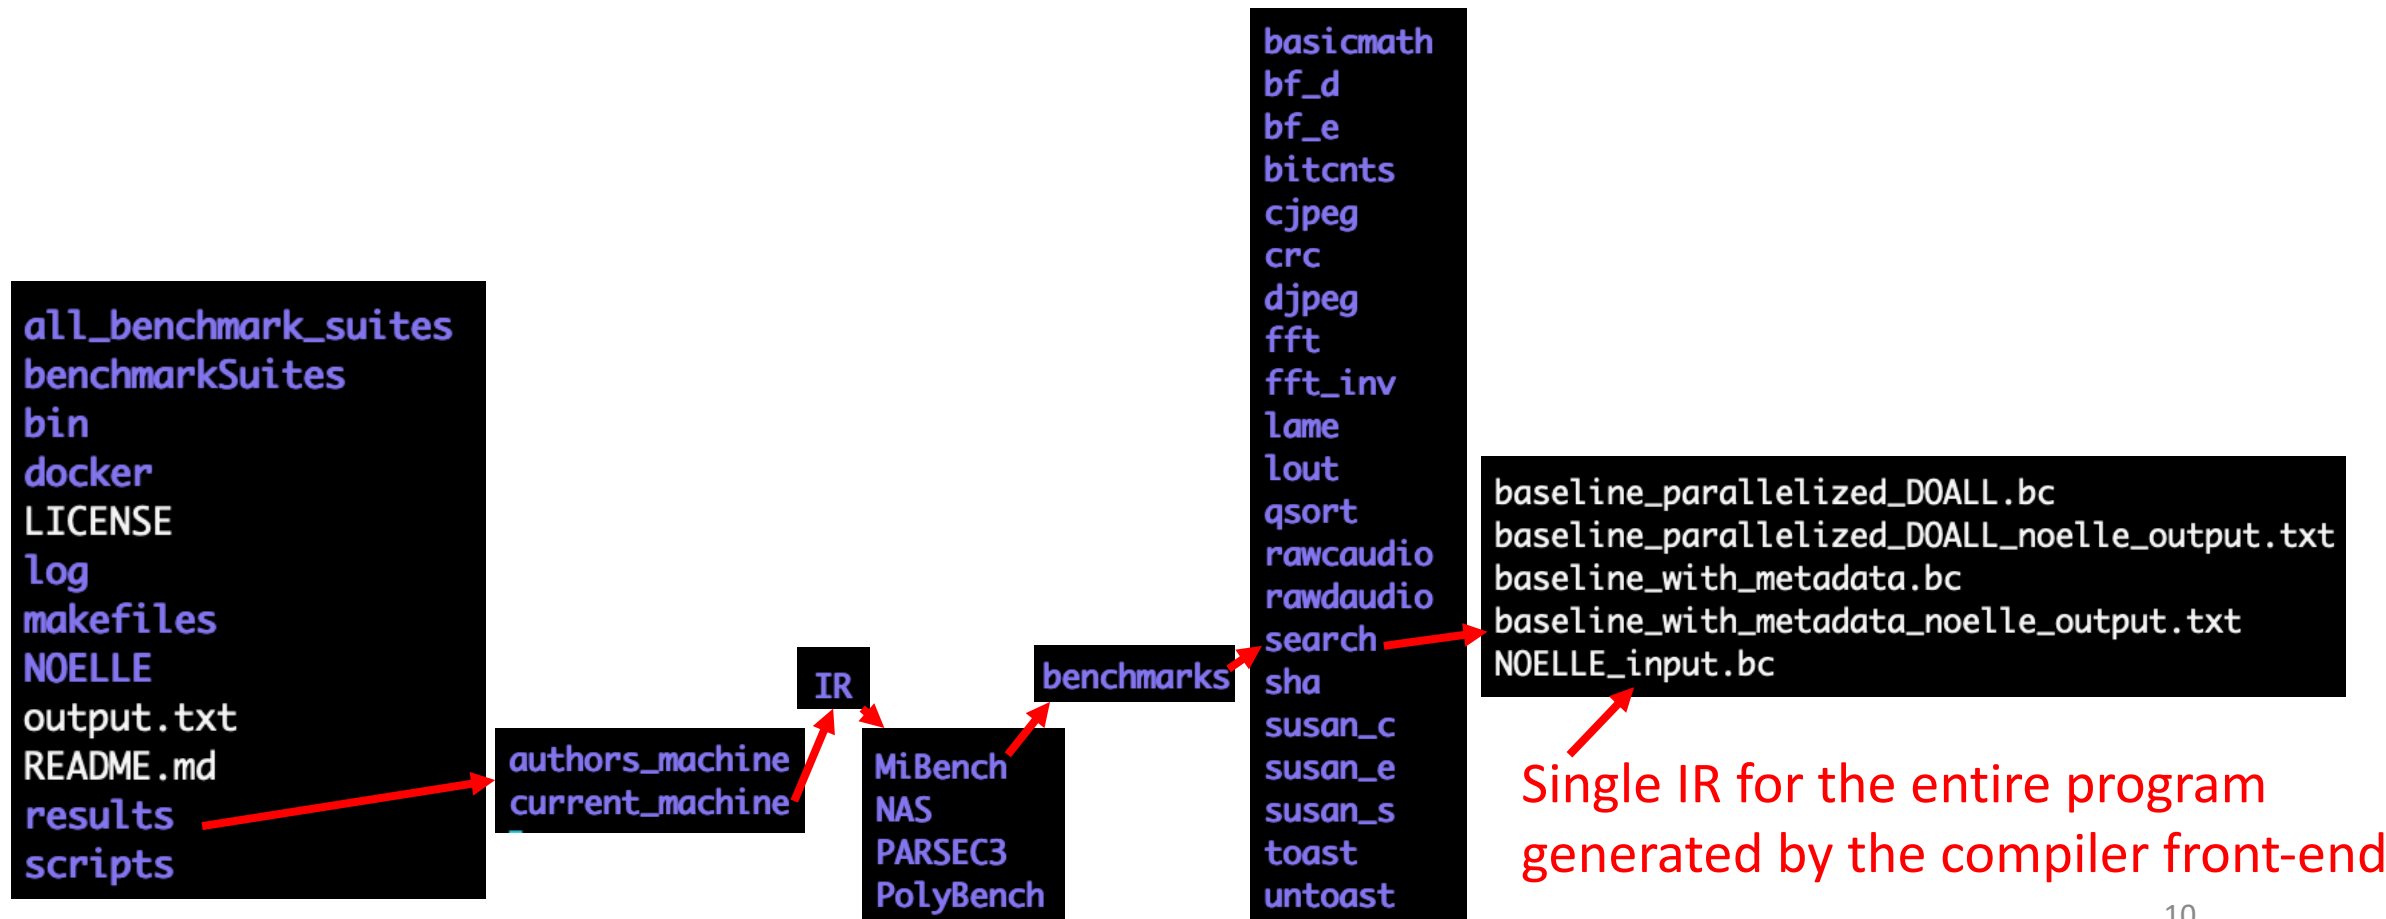 all_benchmark_suites
benchmarkSuites
bin
docker
LICENSE
log
makefiles
NOELLE
output.txt
README.md
results
scripts
authors_machine
current_machine
IR
MiBench
NAS
PARSEC3
PolyBench
benchmarks
basicmath
bf_d
bf_e
bitcnts
cjpeg
crc
djpeg
fft
fft_inv
lame
lout
qsort
rawcaudio
rawdaudio
search
sha
susan_c
susan_e
susan_s
toast
untoast
baseline_parallelized_DOALL.bc
baseline_parallelized_DOALL_noelle_output.txt
baseline_with_metadata.bc
baseline_with_metadata_noelle_output.txt
NOELLE_input.bc
Single IR for the entire program
generated by the compiler front-end
10